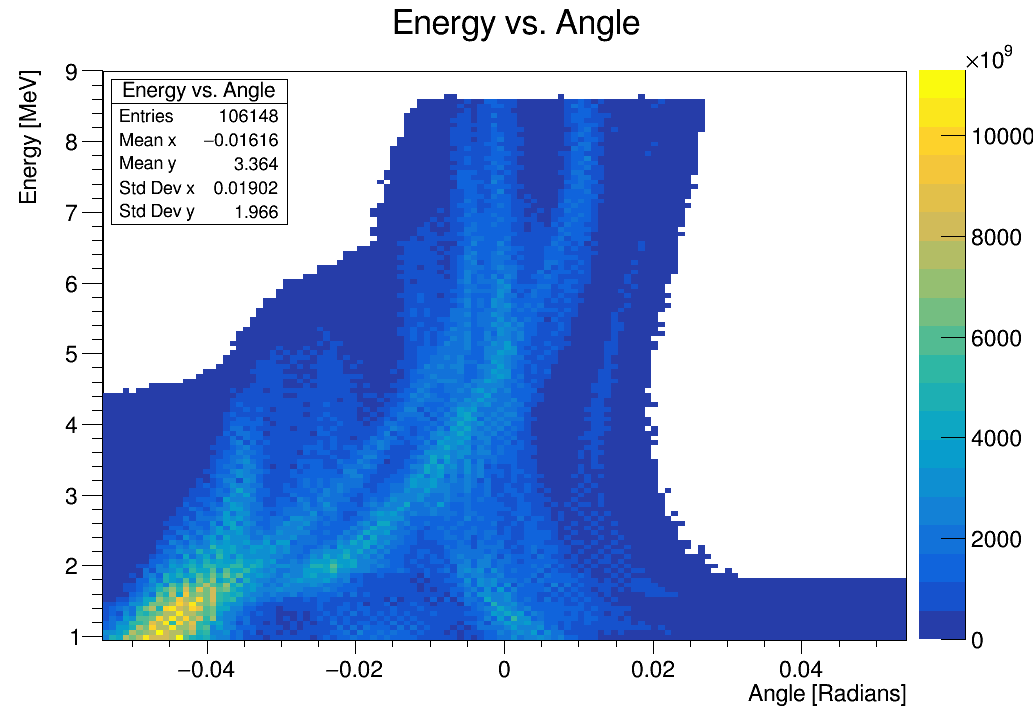 Energy vs. Angle
Energy [MeV]
9
8
7
6
5
4
3
2
1
Energy vs. Angle
Entries 106148
Mean x −0.01616
Mean y 3.364
Std Dev x 0.01902
Std Dev y 1.966
×10⁹
10000
8000
6000
4000
2000
0
−0.04 −0.02 0 0.02 0.04
Angle [Radians]